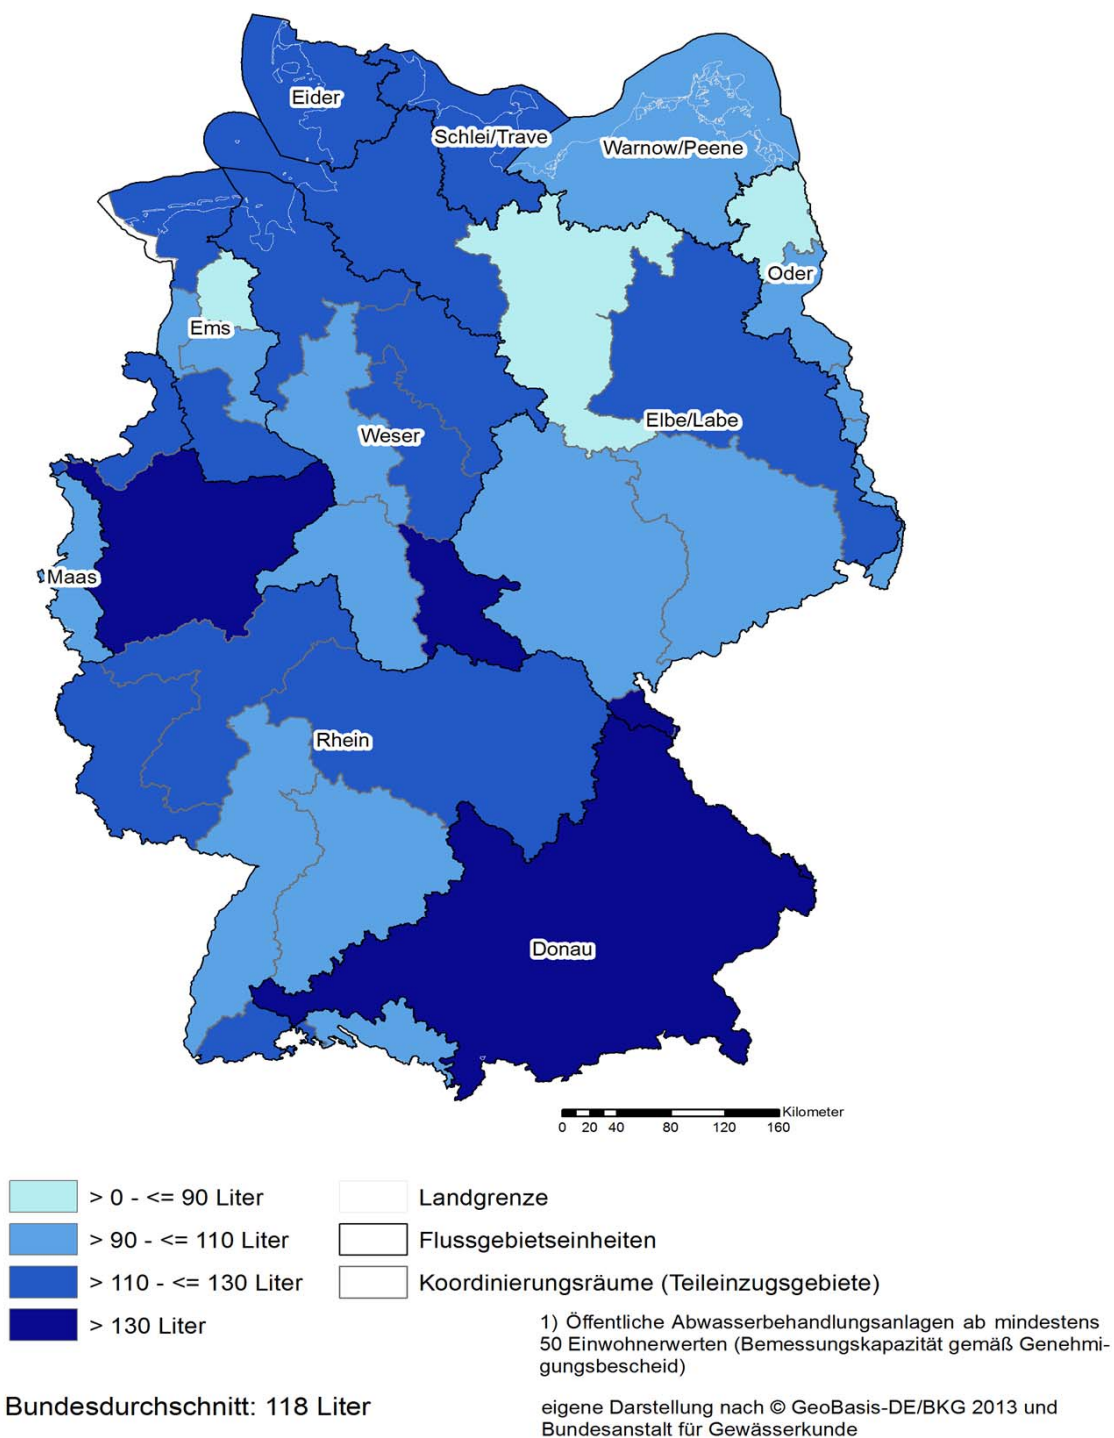 Eider
Schlei/Trave
Warnow/Peene
Oder
Ems
Elbe/Labe
Weser
Maas
Rhein
Donau
Kilometer
0 20 40 80 120 160
> 0 - <= 90 Liter
Landgrenze
> 90 - <= 110 Liter
Flussgebietseinheiten
> 110 - <= 130 Liter
Koordinierungsräume (Teileinzugsgebiete)
> 130 Liter
1) Öffentliche Abwasserbehandlungsanlagen ab mindestens
50 Einwohnerwerten (Bemessungskapazität gemäß Genehmi-
gungsbescheid)
Bundesdurchschnitt: 118 Liter
eigene Darstellung nach © GeoBasis-DE/BKG 2013 und
Bundesanstalt für Gewässerkunde